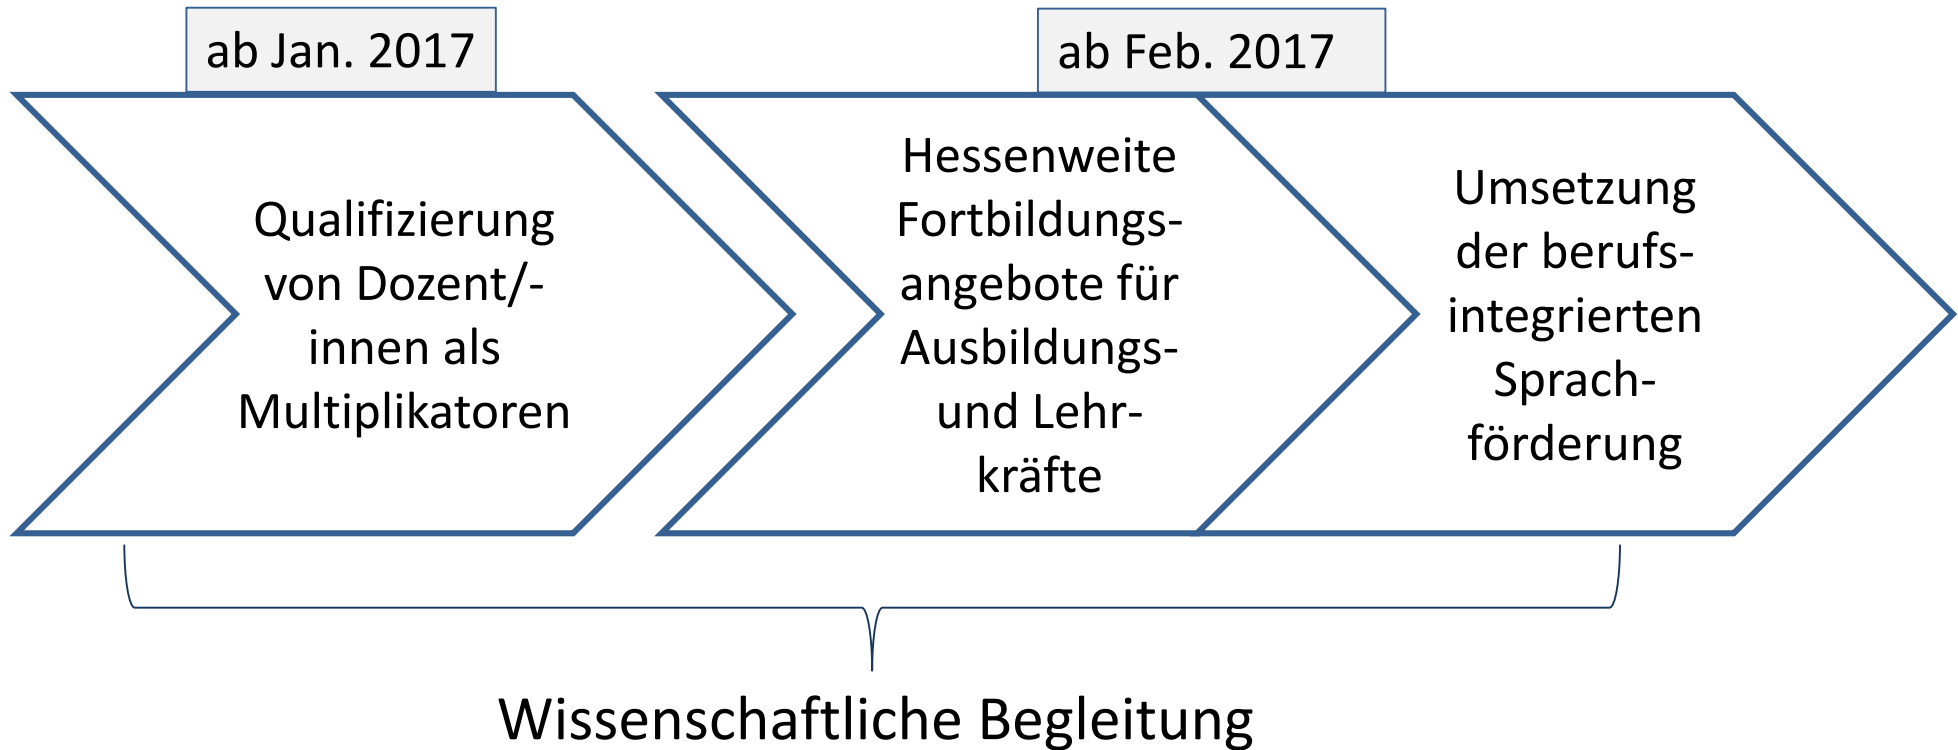 ab Jan. 2017
ab Feb. 2017
Qualifizierung
von Dozent/-
innen als
Multiplikatoren
Hessenweite
Fortbildungs-
angebote für
Ausbildungs-
und Lehr-
kräfte
Umsetzung
der berufs-
integrierten
Sprach-
förderung
Wissenschaftliche Begleitung